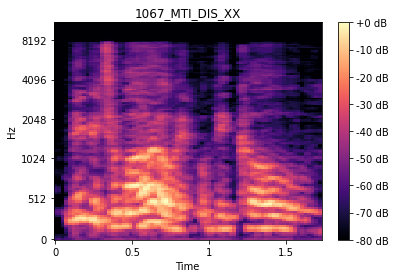 1067_MTI_DIS_XX
+0 dB
8192
-10 dB
4096
-20 dB
-30 dB
2048
Hz
-40 dB
1024
-50 dB
512
-60 dB
-70 dB
0
-80 dB
0 0.5 1 1.5
Time